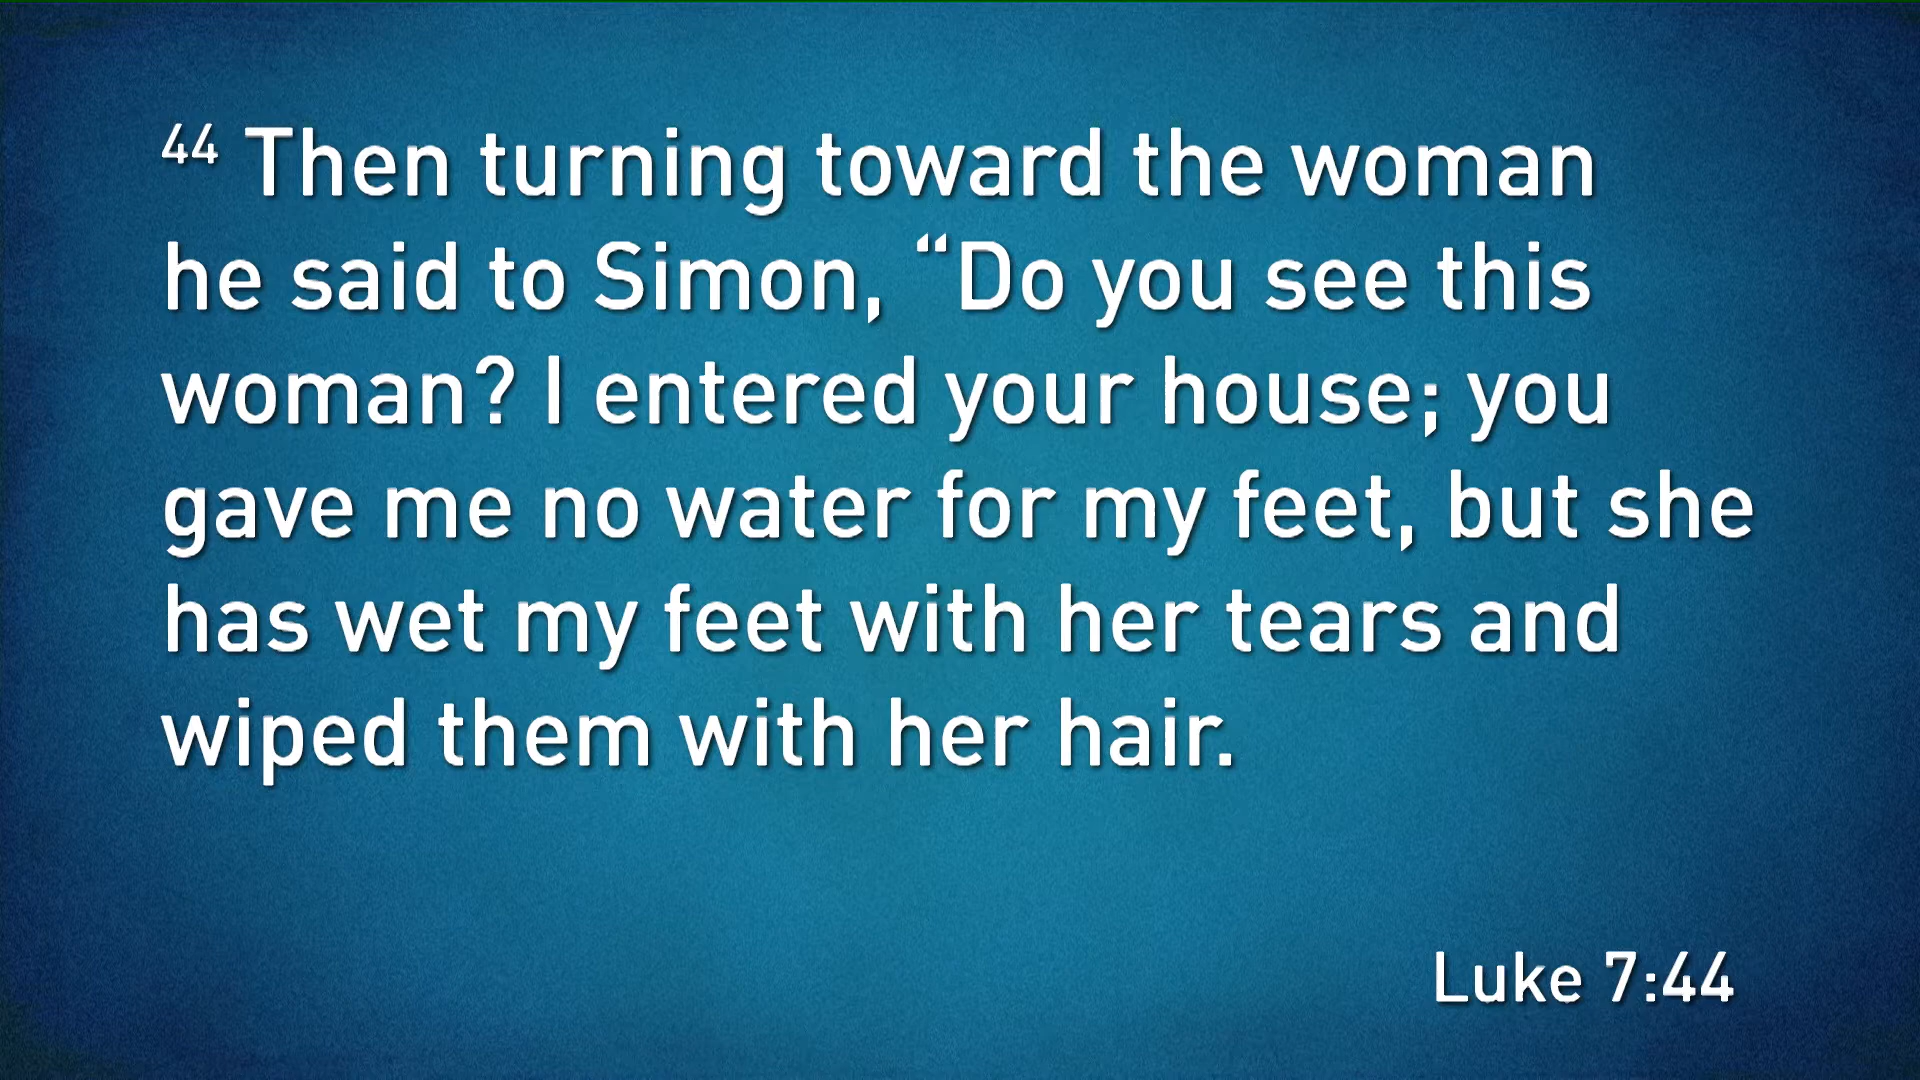 44 Then turning toward the woman
he said to Simon, “Do you see this
woman? I entered your house; you
gave me no water for my feet, but she
has wet my feet with her tears and
wiped them with her hair.
Luke 7:44